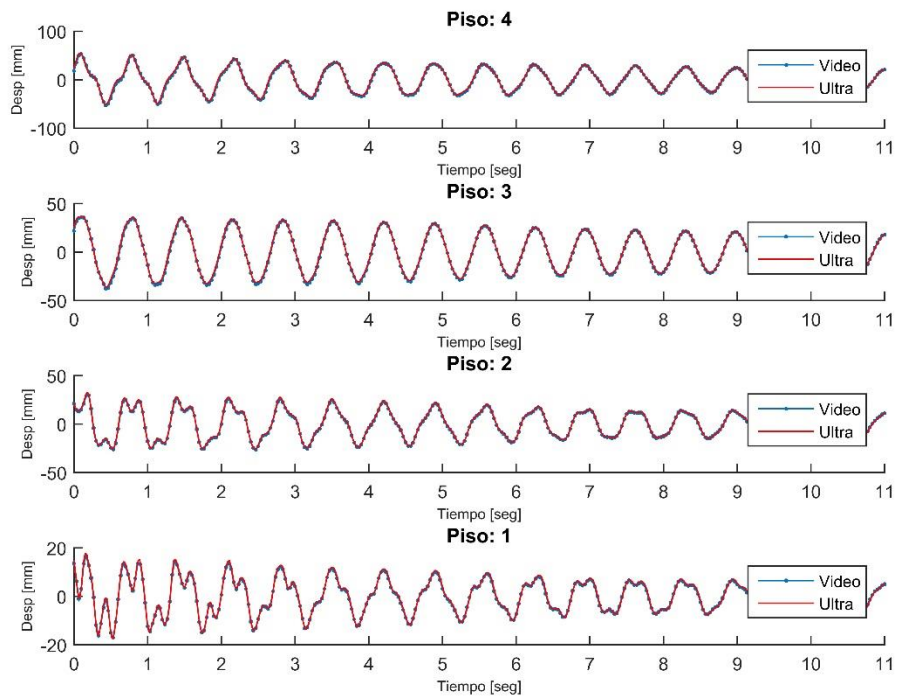 Piso: 4
100
0
-100
Desp [mm]
Video
Ultra
0 1 2 3 4 5 6 7 8 9 10 11
Tiempo [seg]
Piso: 3
50
0
-50
Desp [mm]
Video
Ultra
0 1 2 3 4 5 6 7 8 9 10 11
Tiempo [seg]
Piso: 2
50
0
-50
Desp [mm]
Video
Ultra
0 1 2 3 4 5 6 7 8 9 10 11
Tiempo [seg]
Piso: 1
20
0
-20
Desp [mm]
Video
Ultra
0 1 2 3 4 5 6 7 8 9 10 11
Tiempo [seg]